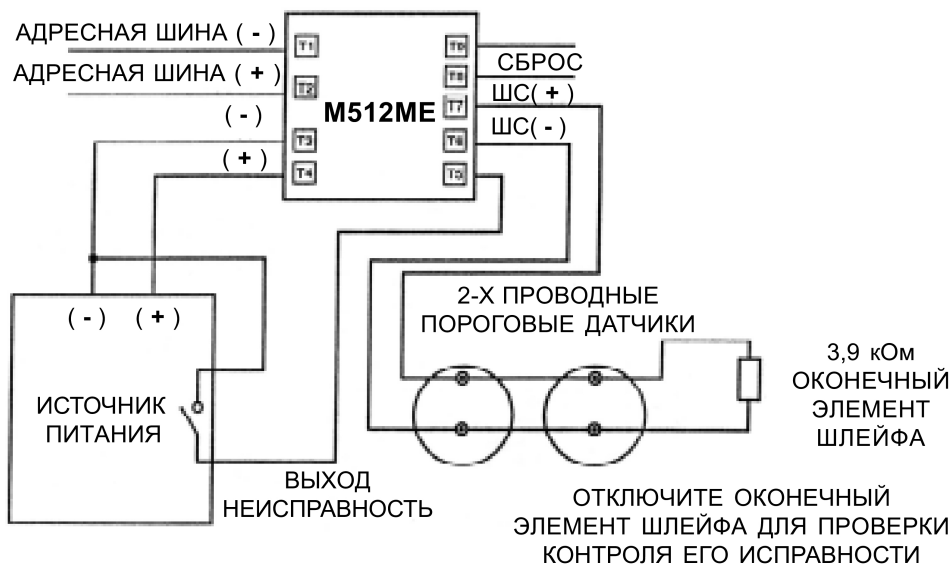 АДРЕСНАЯ ШИНА ( - )
АДРЕСНАЯ ШИНА ( + )
( - )
( + )
T1
T2
T3
T4
M512ME
T9
T8
T7
T6
T5
СБРОС
ШС( + )
ШС( - )
( - ) ( + )
ИСТОЧНИК
ПИТАНИЯ
ВЫХОД
НЕИСПРАВНОСТЬ
2-Х ПРОВОДНЫЕ
ПОРОГОВЫЕ ДАТЧИКИ
3,9 кОм
ОКОНЕЧНЫЙ
ЭЛЕМЕНТ
ШЛЕЙФА
ОТКЛЮЧИТЕ ОКОНЕЧНЫЙ
ЭЛЕМЕНТ ШЛЕЙФА ДЛЯ ПРОВЕРКИ
КОНТРОЛЯ ЕГО ИСПРАВНОСТИ